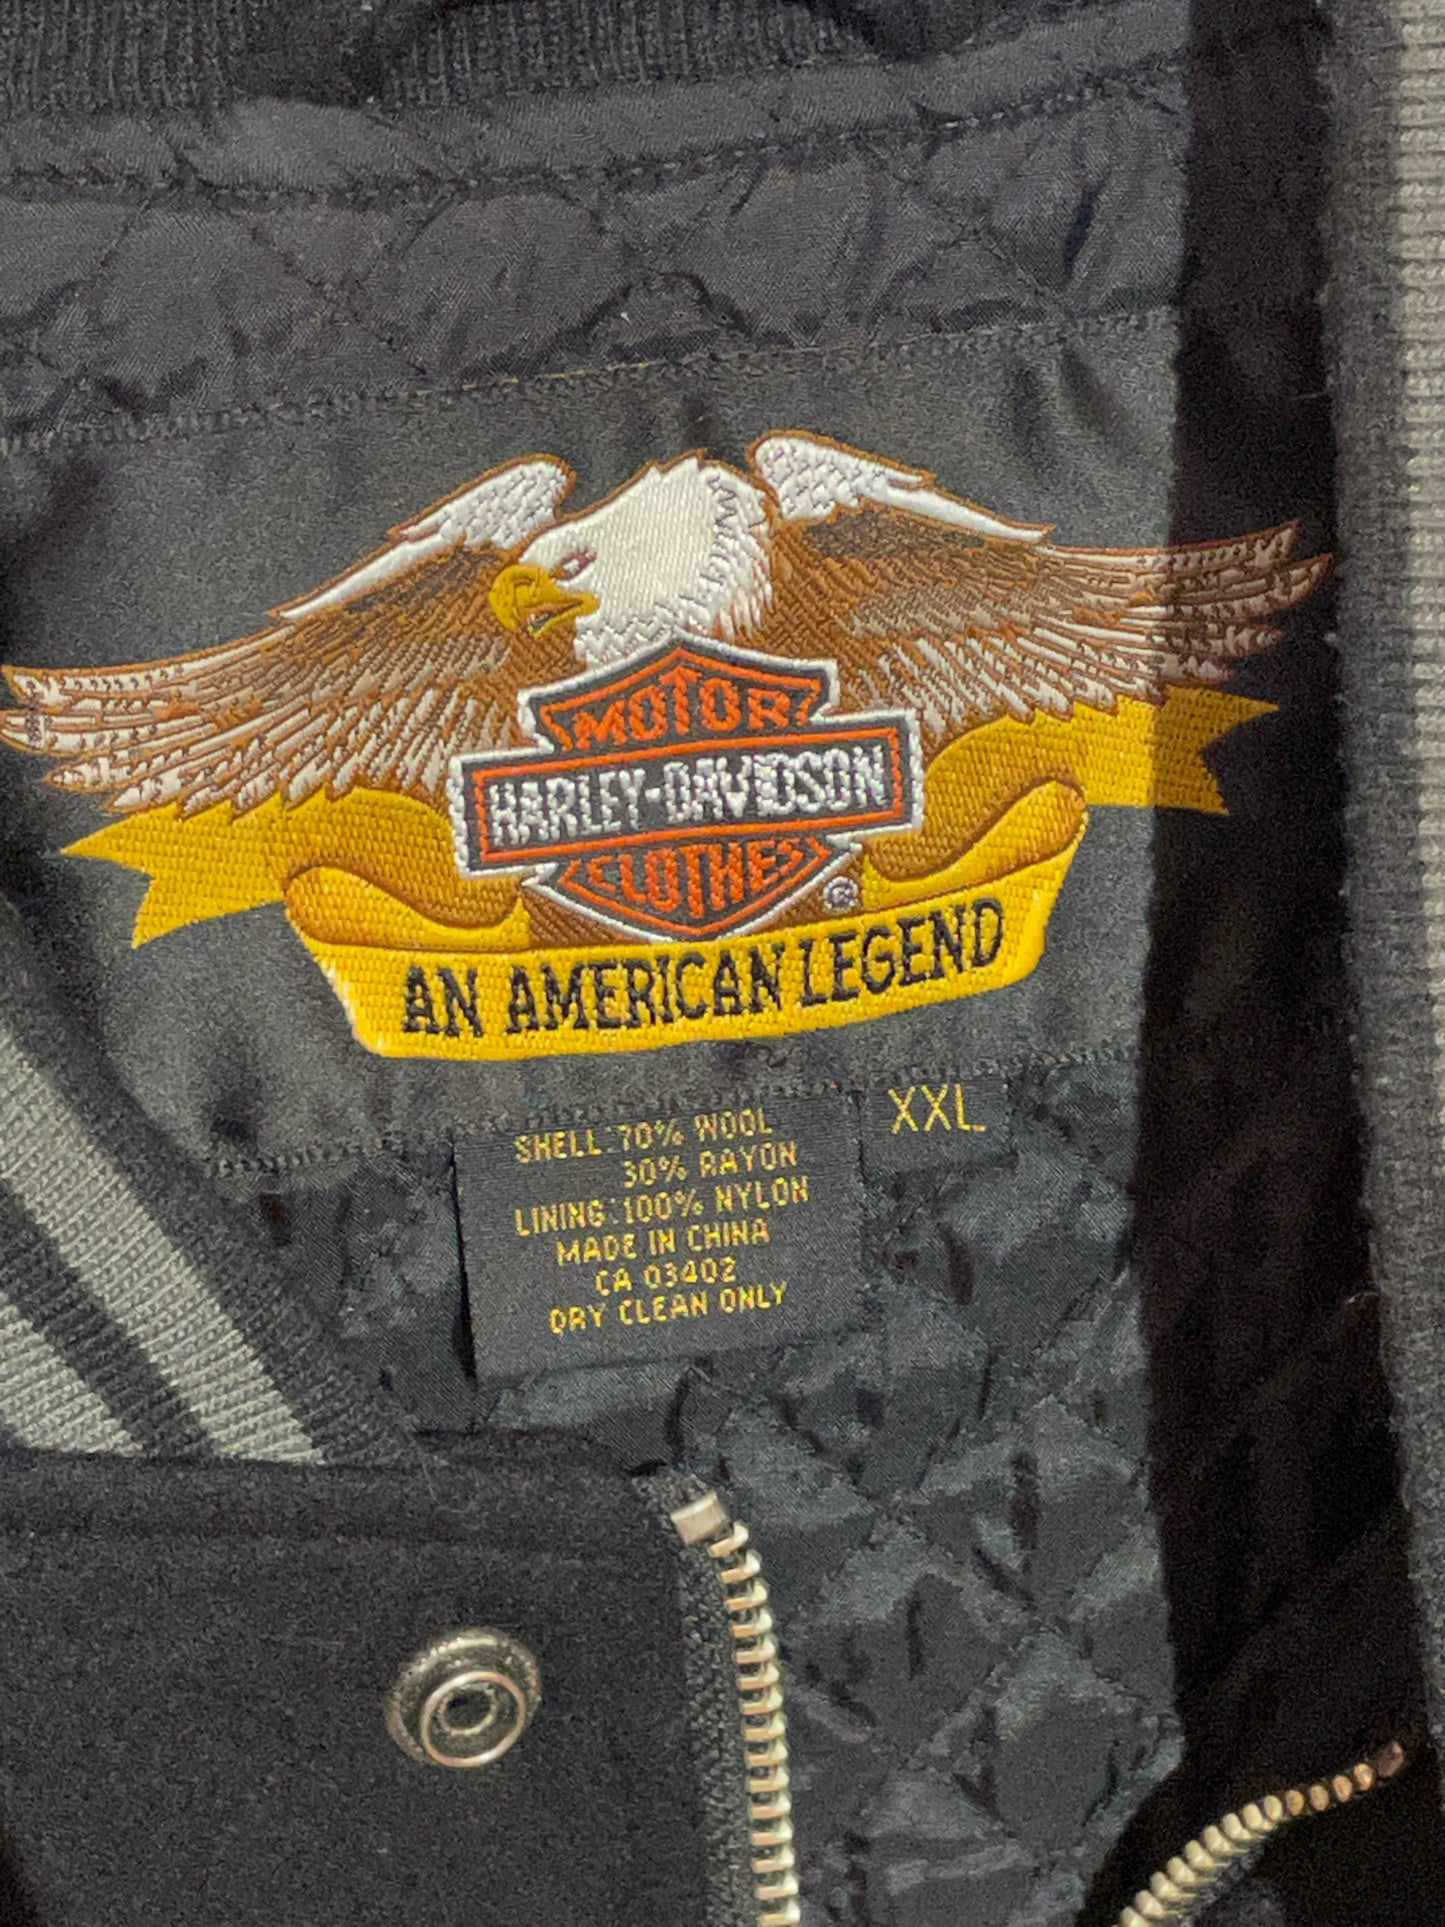 MOTOR
HARLEY-DAVIDSON
CLOTHES
®
AN AMERICAN LEGEND
XXL
SHELL:70% WOOL
30% RAYON
LINING:100% NYLON
MADE IN CHINA
CA 03402
DRY CLEAN ONLY